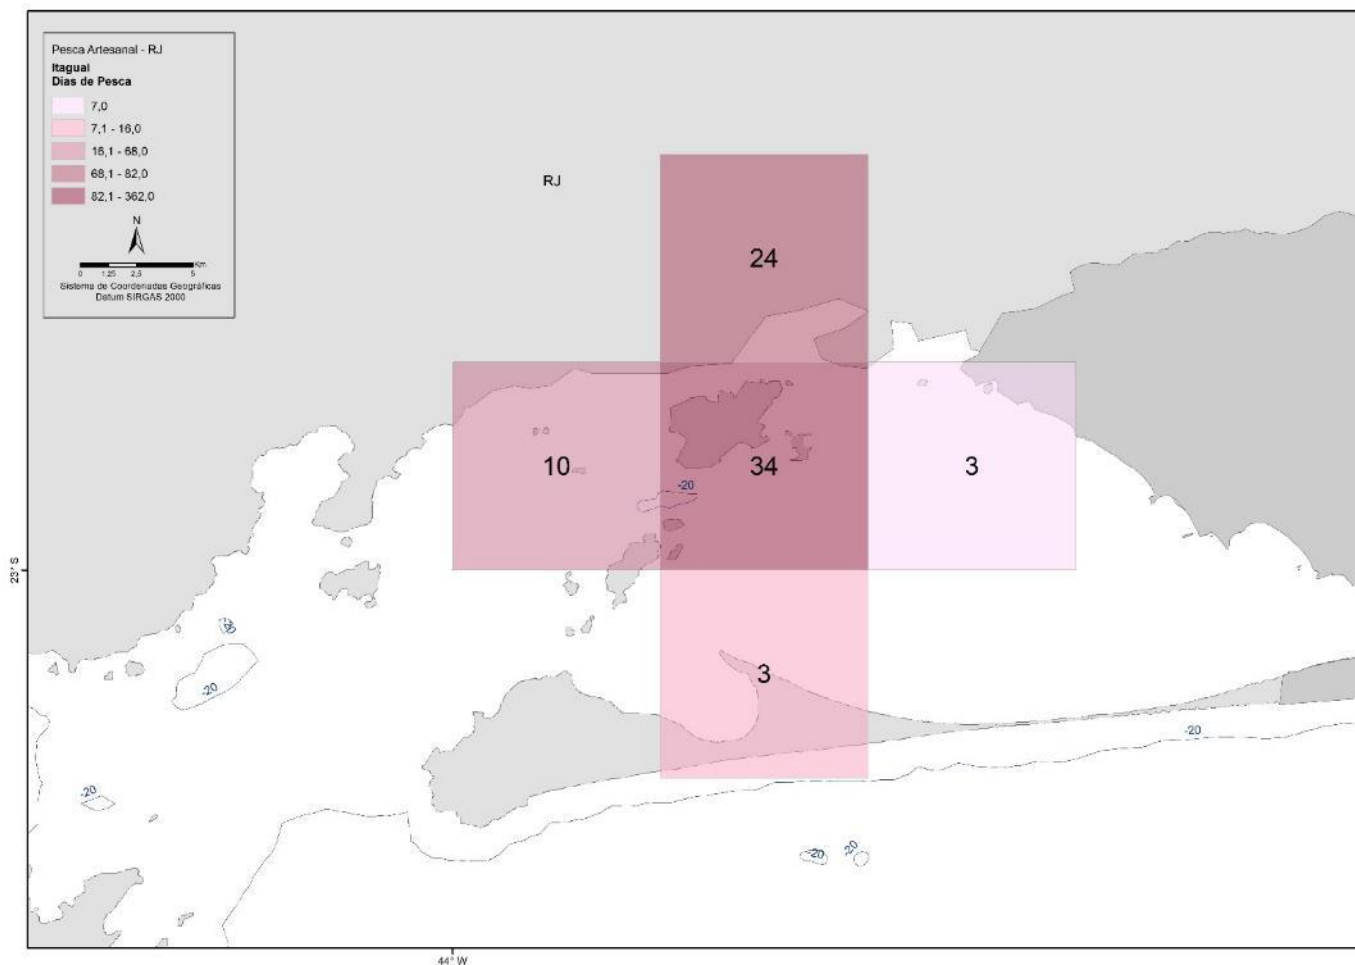 Pesca Artesanal - RJ
Itaguaí
Dias de Pesca
7,0
7,1 - 16,0
16,1 - 68,0
68,1 - 82,0
82,1 - 362,0
N
Km
0 1,25 2,5 5
Sistema de Coordenadas Geográficas
Datum SIRGAS 2000
RJ
24
10
34
3
-20
23° S
3
-20
-20
-20
-20
-20
44° W